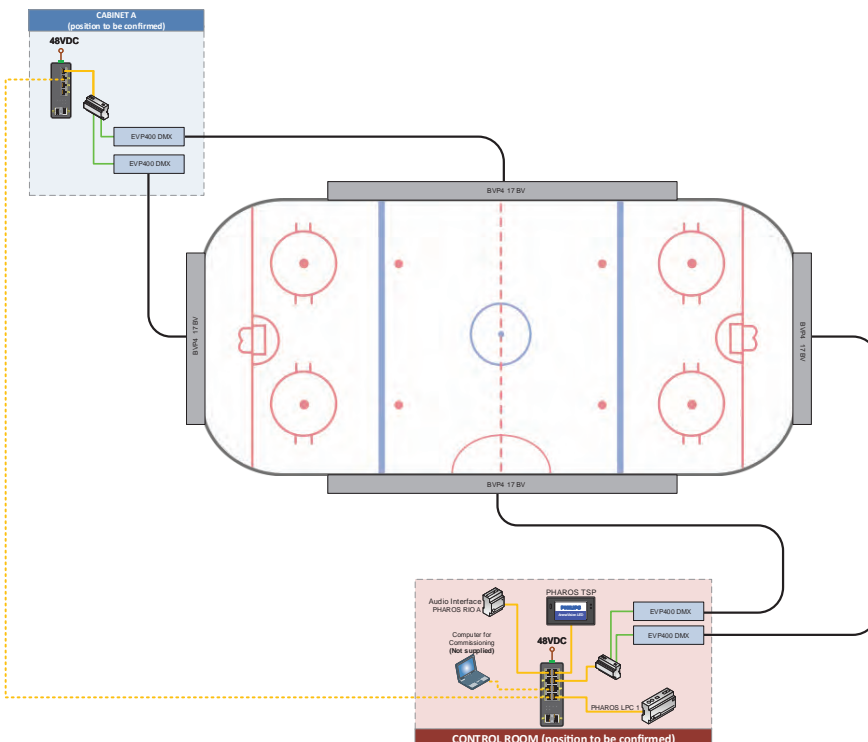 CABINET A
(position to be confirmed)
48VDC
EVP400 DMX
EVP400 DMX
BVP4 17 BV
BVP4 17 BV
BVP4 17 BV
BVP4 17 BV
Audio Interface
PHAROS RIO A
PHAROS TSP
PHILIPS
Computer for
Commissioning
(Not supplied)
48VDC
EVP400 DMX
EVP400 DMX
PHAROS LPC 1
CONTROL ROOM (position to be confirmed)